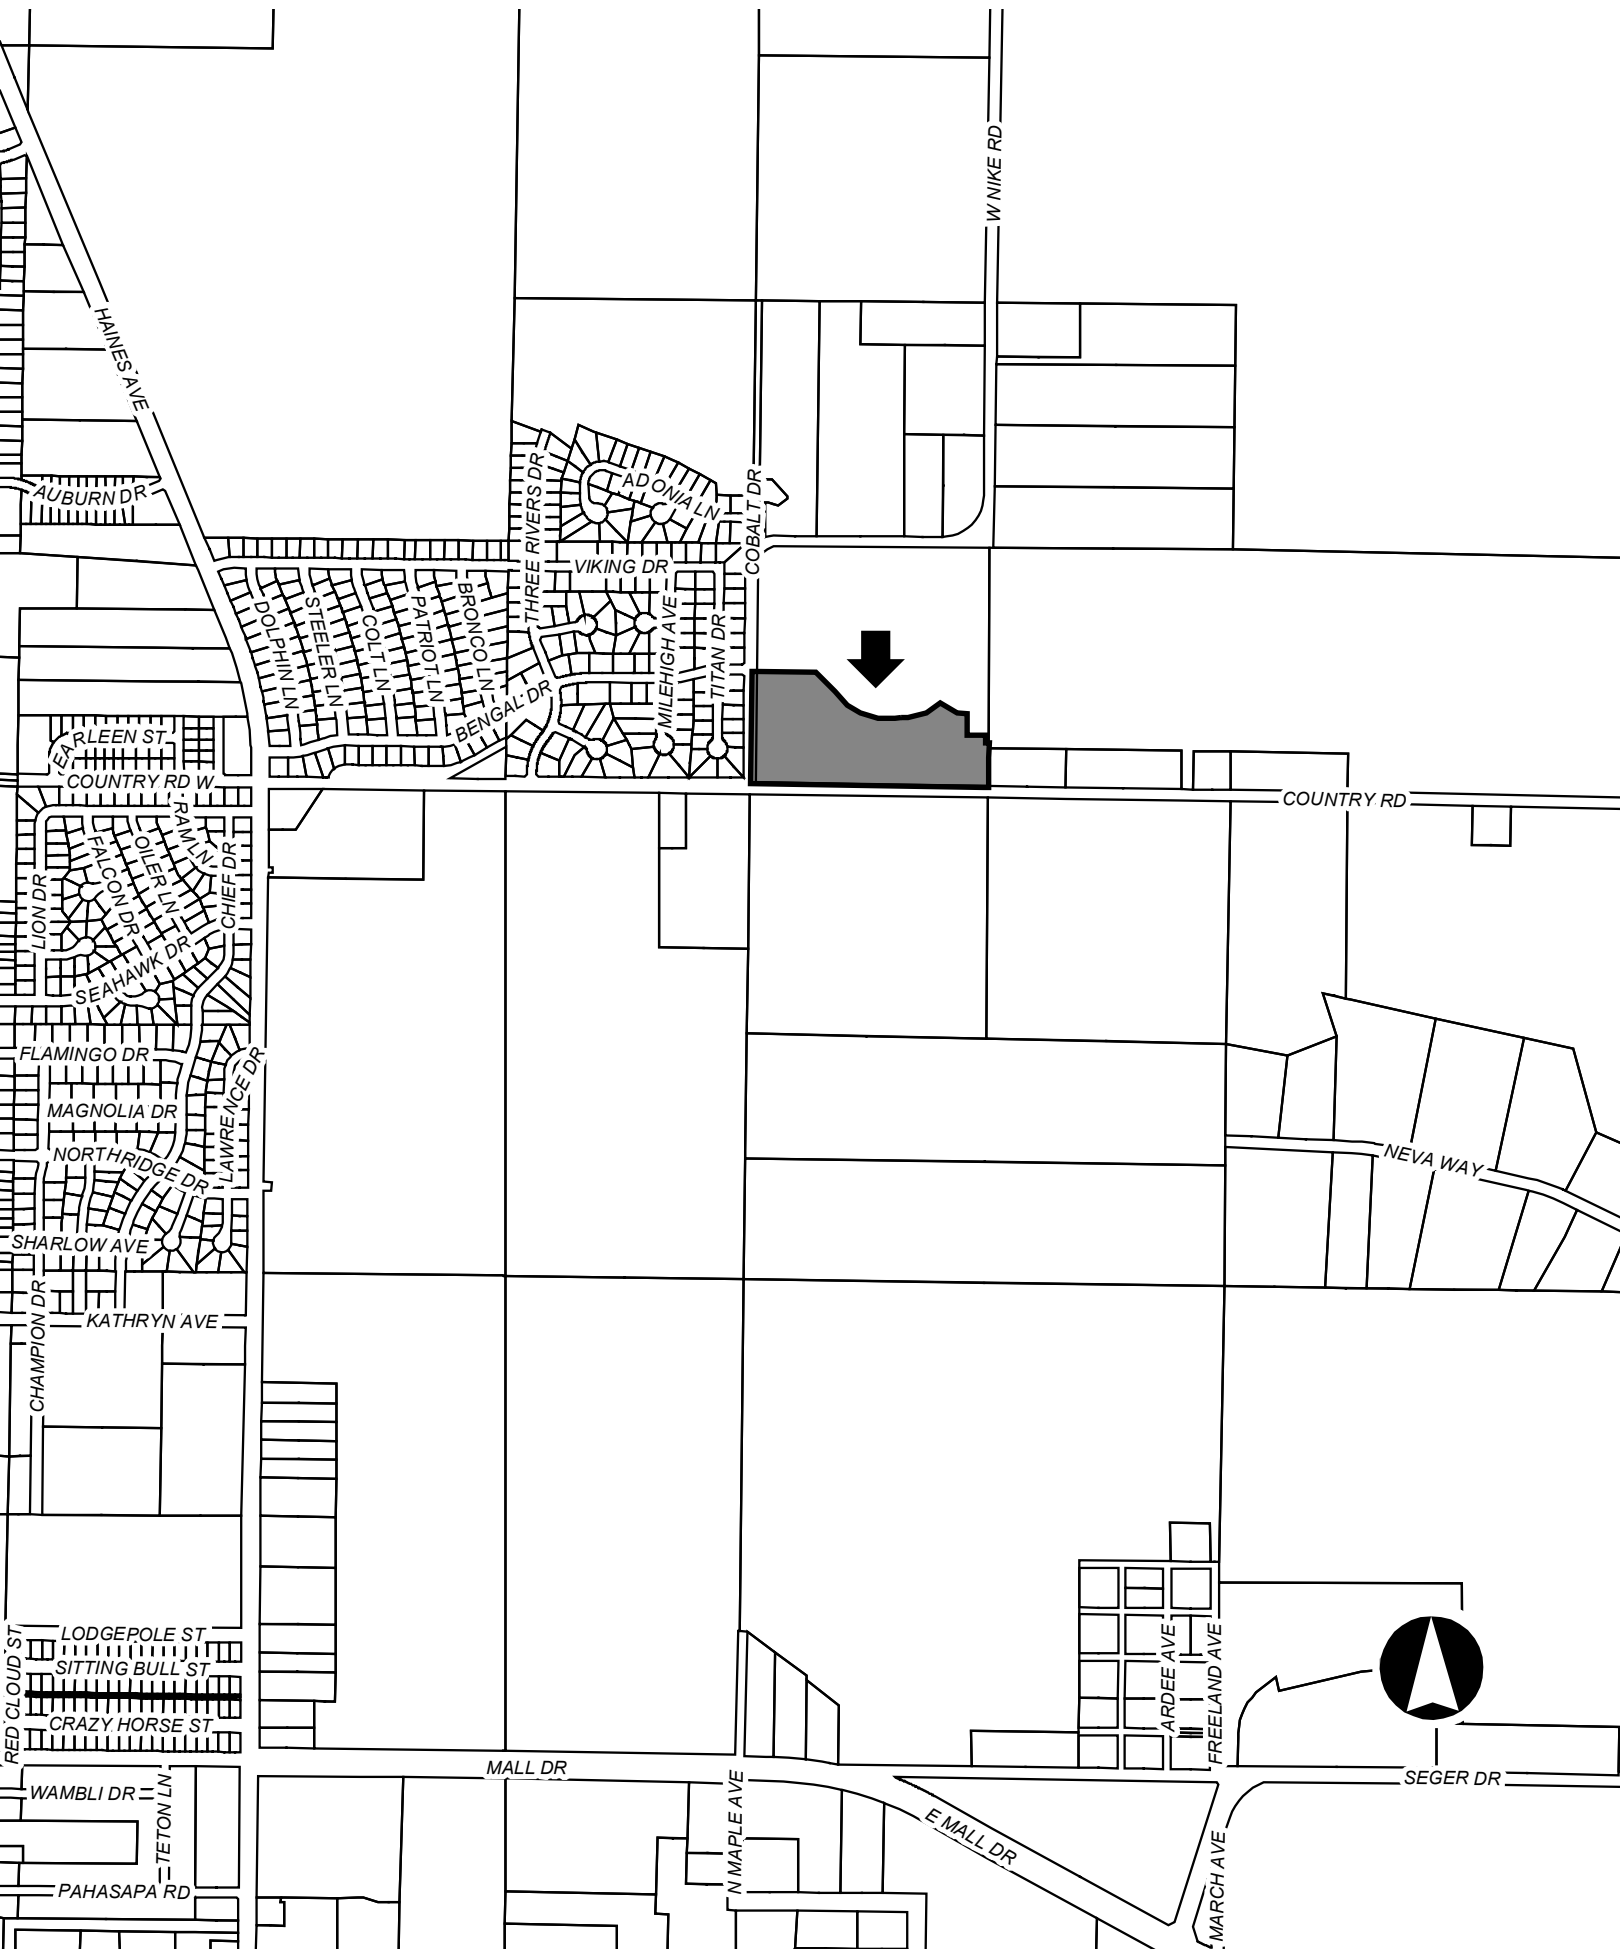 W NIKE RD
HAINES AVE
AUBURN DR
THREE RIVERS DR
ADONIA LN
COBALT DR
VIKING DR
DOLPHIN LN
STEELER LN
COLT LN
PATRIOT LN
BRONCO LN
MILEHIGH AVE
TITAN DR
BENGAL DR
EARLEEN ST
COUNTRY RD W
COUNTRY RD
RAM LN
LION DR
FALCON DR
OILER LN
CHIEF DR
SEAHAWK DR
FLAMINGO DR
LAWRENCE DR
MAGNOLIA DR
NORTHRIDGE DR
NEVA WAY
SHARLOW AVE
CHAMPION DR
KATHRYN AVE
RED CLOUD ST
LODGEPOLE ST
SITTING BULL ST
CRAZY HORSE ST
ARDEE AVE
FREELAND AVE
MALL DR
SEGER DR
WAMBLI DR
TETON LN
N MAPLE AVE
E MALL DR
MARCH AVE
PAHASAPA RD